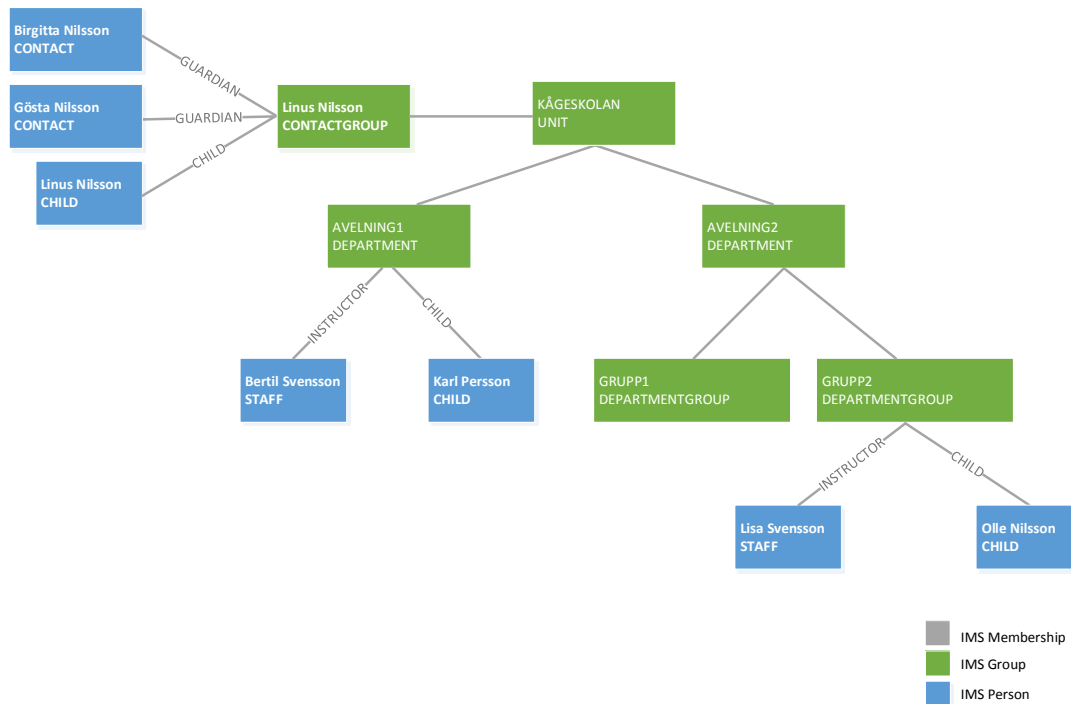 Birgitta Nilsson
CONTACT
GUARDIAN
Gösta Nilsson
CONTACT
GUARDIAN
Linus Nilsson
CHILD
CHILD
Linus Nilsson
CONTACTGROUP
KÅGESKOLAN
UNIT
AVELNING1
DEPARTMENT
AVELNING2
DEPARTMENT
INSTRUCTOR
CHILD
Bertil Svensson
STAFF
Karl Persson
CHILD
GRUPP1
DEPARTMENTGROUP
GRUPP2
DEPARTMENTGROUP
INSTRUCTOR
CHILD
Lisa Svensson
STAFF
Olle Nilsson
CHILD
IMS Membership
IMS Group
IMS Person